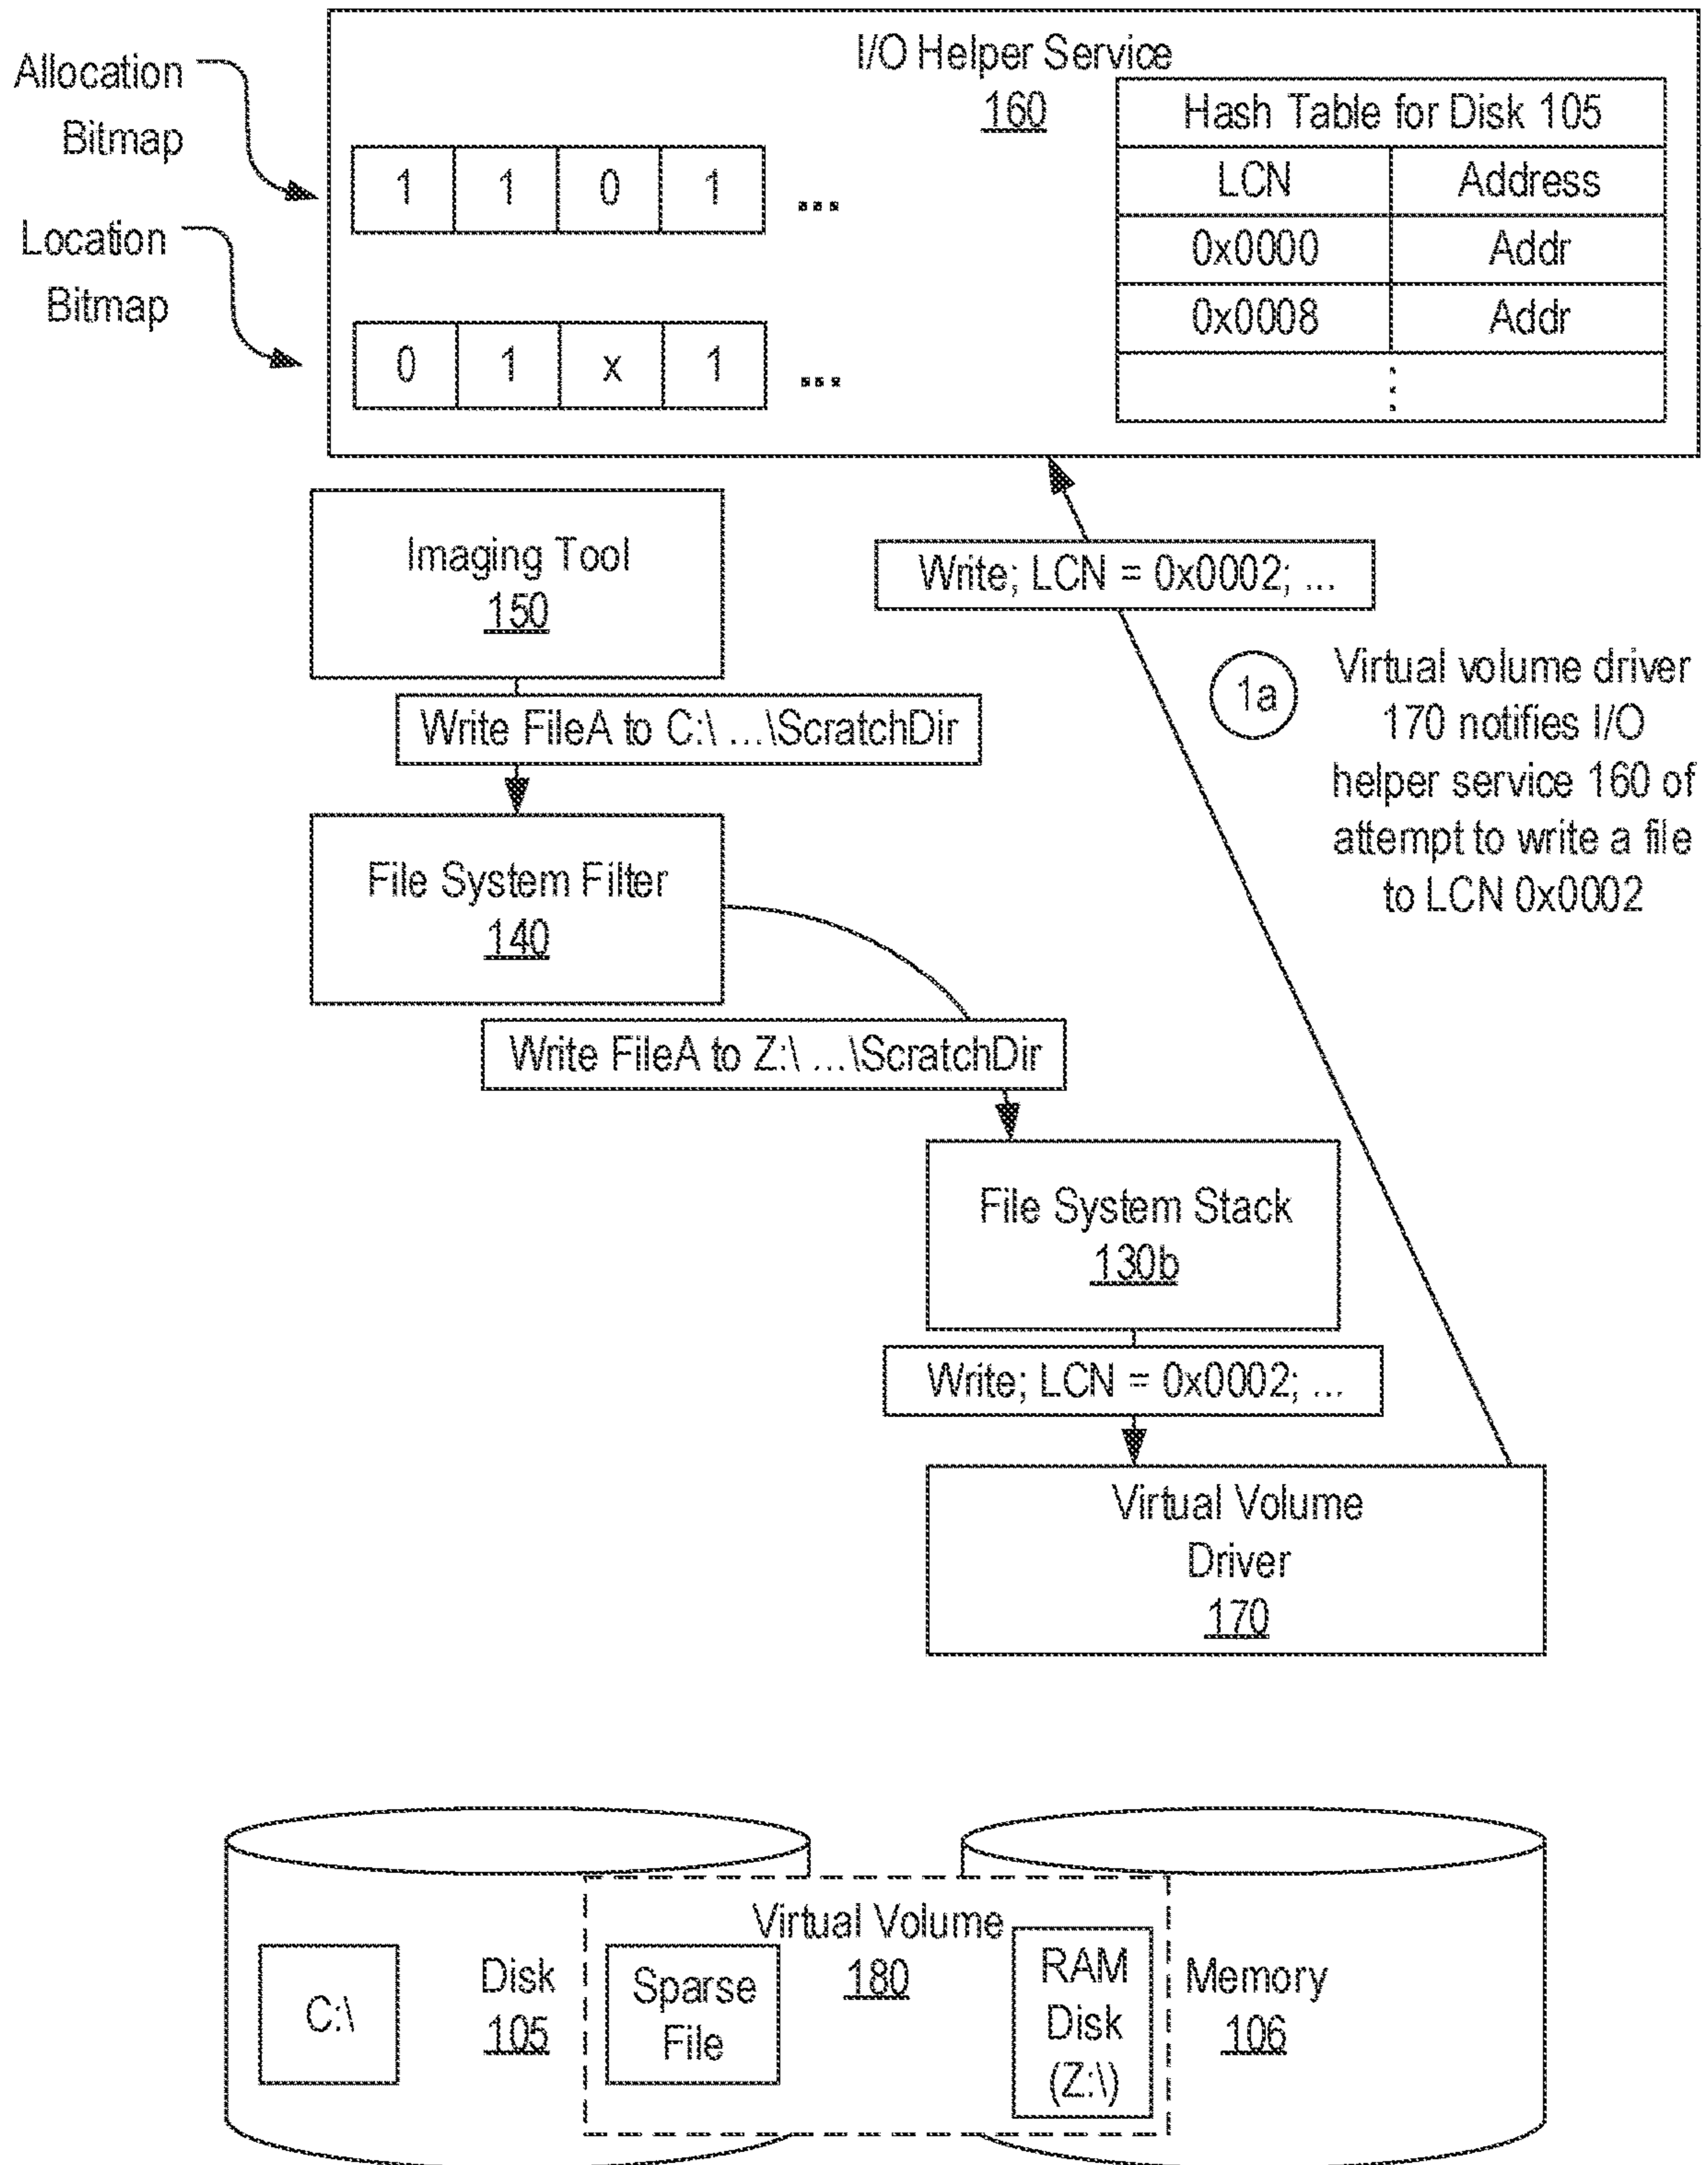 I/O Helper Service
160
Allocation
Bitmap
1 1 0 1 ...
Location
Bitmap
0 1 x 1 ...
Hash Table for Disk 105
LCN Address
0x0000 Addr
0x0008 Addr
⋮
Imaging Tool
150
Write; LCN = 0x0002; ...
1a
Virtual volume driver
170 notifies I/O
helper service 160 of
attempt to write a file
to LCN 0x0002
Write FileA to C:\ ...\ScratchDir
File System Filter
140
Write FileA to Z:\ ...\ScratchDir
File System Stack
130b
Write; LCN = 0x0002; ...
Virtual Volume
Driver
170
C:\
Disk
105
Virtual Volume
180
Sparse
File
RAM
Disk
(Z:\)
Memory
106